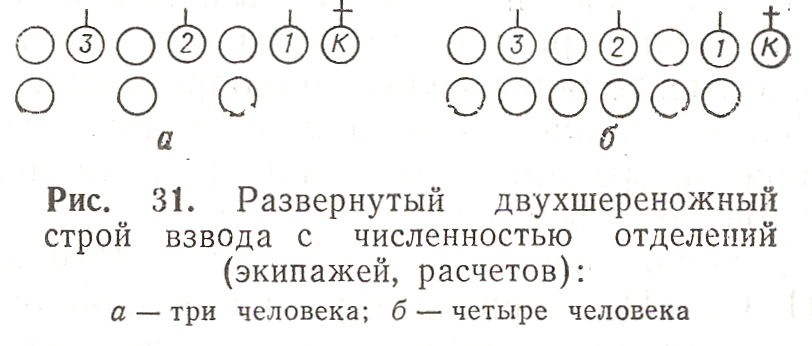 3 2 1 К 3 2 1 К
а б
Рис. 31. Развернутый двухшереножный
строй взвода с численностью отделений
(экипажей, расчетов):
а — три человека; б — четыре человека